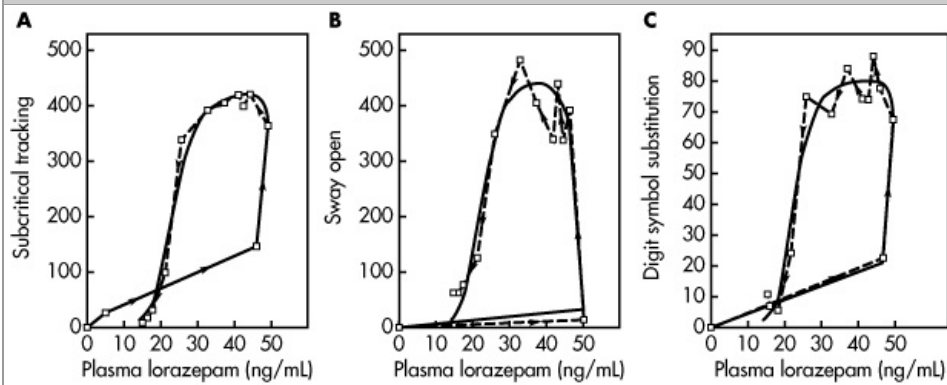 A
Subcritical tracking
500
400
300
200
100
0
0 10 20 30 40 50
Plasma lorazepam (ng/mL)
B
Sway open
500
400
300
200
100
0
0 10 20 30 40 50
Plasma lorazepam (ng/mL)
C
Digit symbol substitution
90
80
70
60
50
40
30
20
10
0
0 10 20 30 40 50
Plasma lorazepam (ng/mL)